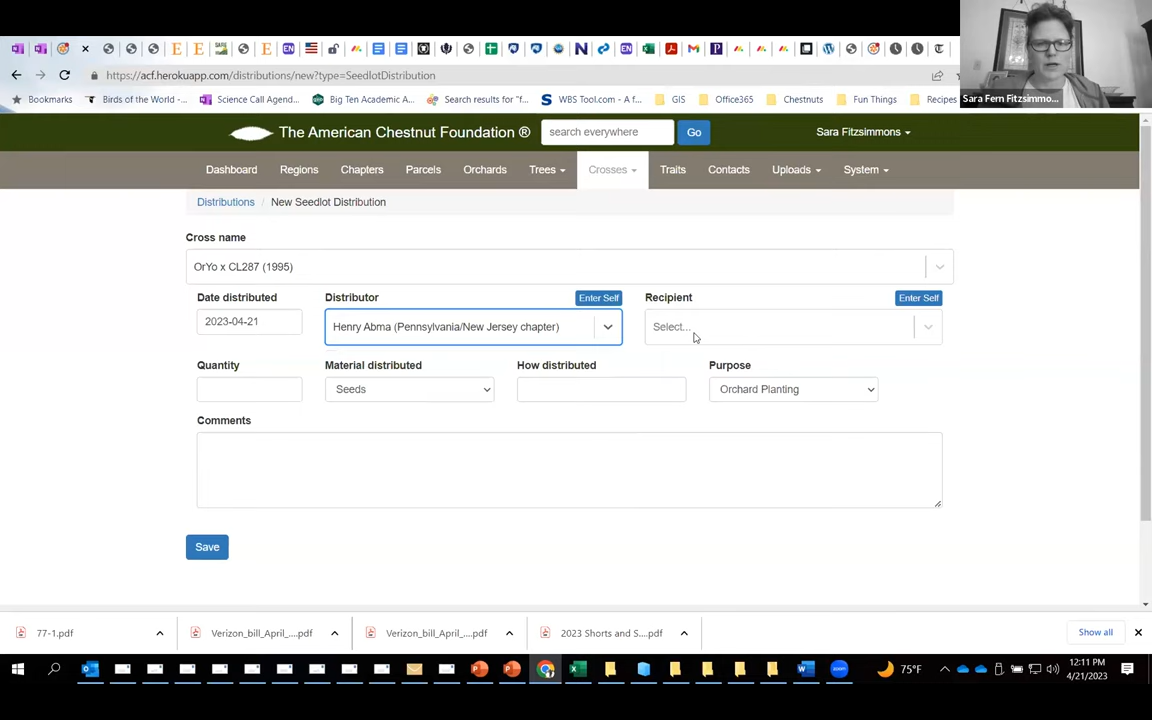 EN
EN
https://acf.herokuapp.com/distributions/new?type=SeedlotDistribution
Sara Fern Fitzsimmo...
Bookmarks
Birds of the World -...
Science Call Agend...
Big Ten Academic A...
Search results for "f...
WBS Tool.com - A f...
GIS
Office365
Chestnuts
Fun Things
Recipes
The American Chestnut Foundation ®
search everywhere
Go
Sara Fitzsimmons
Dashboard
Regions
Chapters
Parcels
Orchards
Trees
Crosses
Traits
Contacts
Uploads
System
Distributions / New Seedlot Distribution
Cross name
OrYo x CL287 (1995)
Date distributed
Distributor
Enter Self
Recipient
Enter Self
2023-04-21
Henry Abma (Pennsylvania/New Jersey chapter)
Select...
Quantity
Material distributed
How distributed
Purpose
Seeds
Orchard Planting
Comments
Save
77-1.pdf
Verizon_bill_April_....pdf
Verizon_bill_April_....pdf
2023 Shorts and S....pdf
Show all
75°F
12:11 PM
4/21/2023